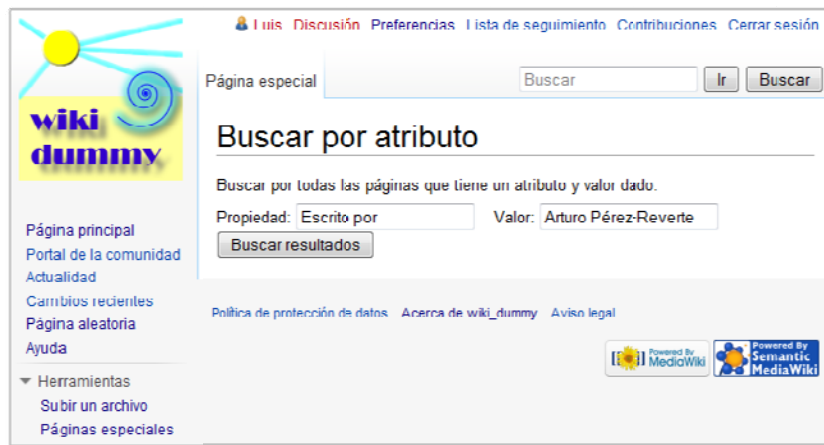 Luis Discusión Preferencias Lista de seguimiento Contribuciones Cerrar sesión
Página especial
Buscar Ir Buscar
wiki
dummy
Buscar por atributo
Buscar por todas las páginas que tiene un atributo y valor dado.
Propiedad: Escrito por Valor: Arturo Pérez-Reverte
Buscar resultados
Página principal
Portal de la comunidad
Actualidad
Cambios recientes
Página aleatoria
Ayuda
Herramientas
Subir un archivo
Páginas especiales
Política de protección de datos Acerca de wiki_dummy Aviso legal
Powered By
MediaWiki
Powered By
Semantic
MediaWiki